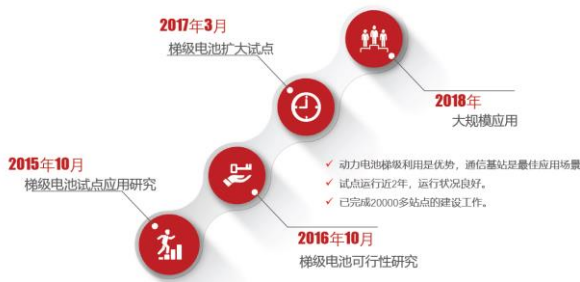 2017年3月
梯级电池扩大试点
2018年
大规模应用
2015年10月
梯级电池试点应用研究
✓ 动力电池梯级利用是优势，通信基站是最佳应用场景
✓ 试点运行近2年，运行状况良好。
✓ 已完成20000多站点的建设工作。
2016年10月
梯级电池可行性研究